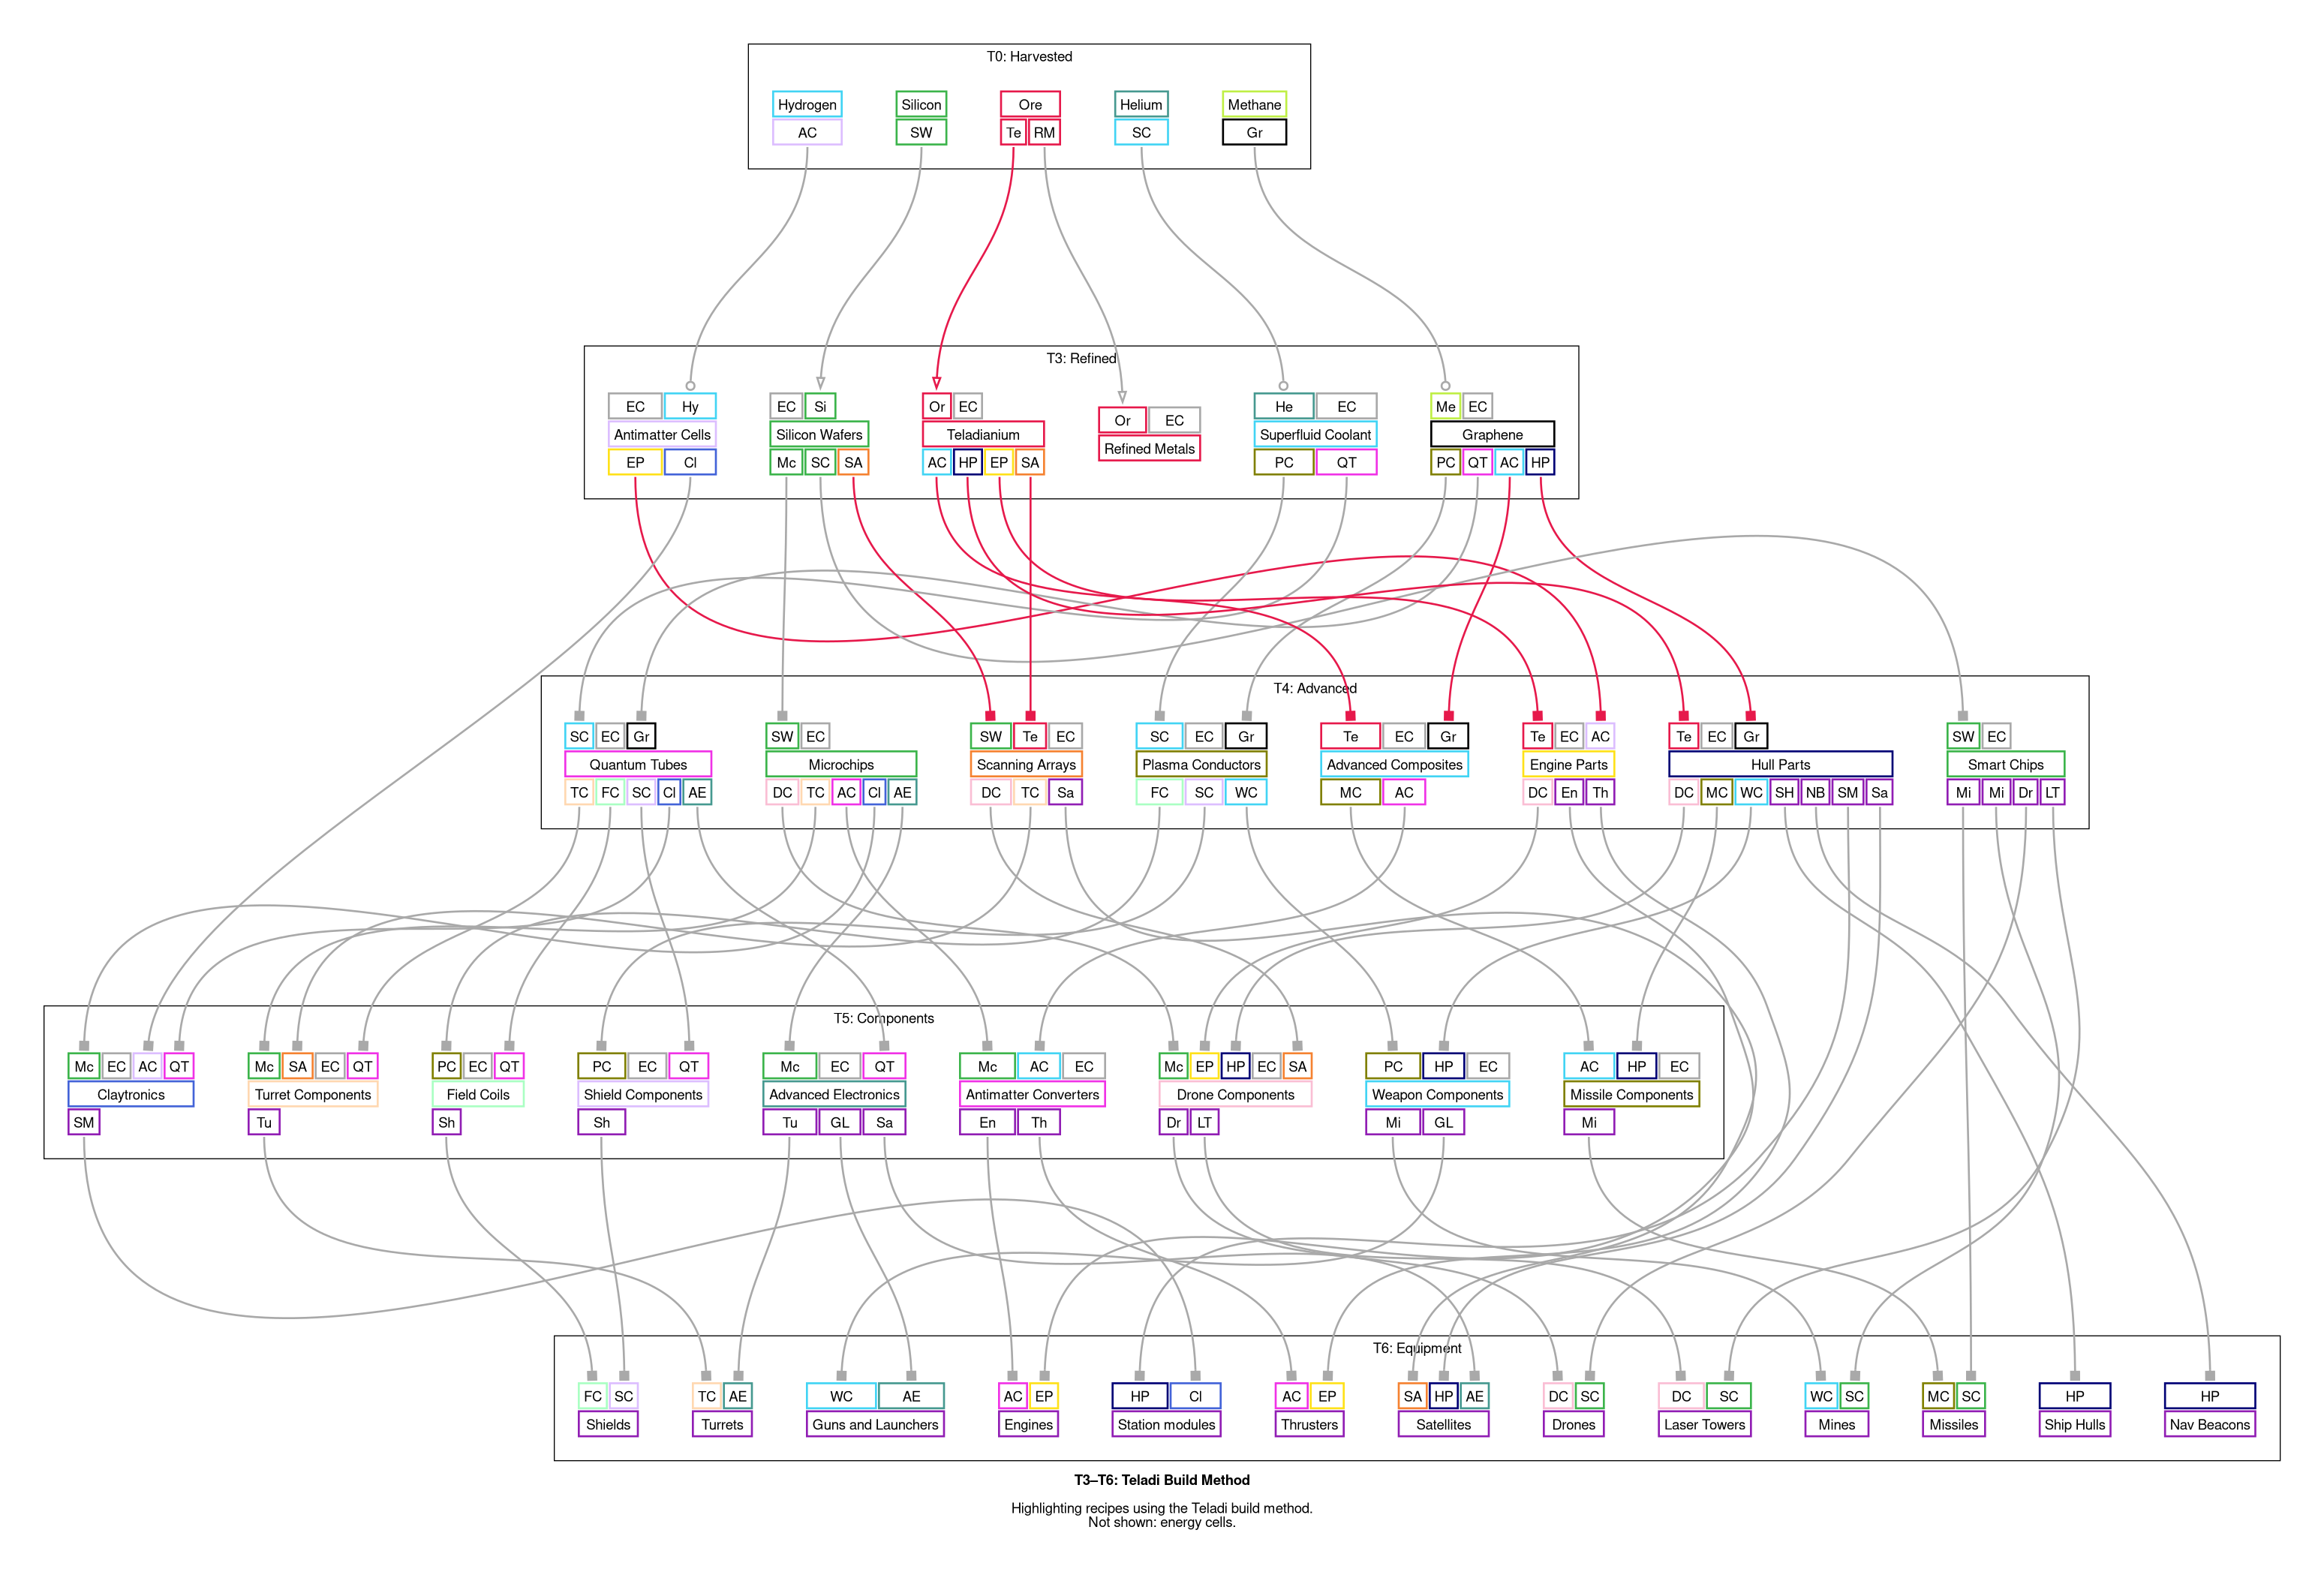 T0: Harvested
Hydrogen Silicon Ore Helium Methane
AC SW Te RM SC Gr
T3: Refined
EC Hy EC Si Or EC Or EC He EC Me EC
Antimatter Cells Silicon Wafers Teladianium Refined Metals Superfluid Coolant Graphene
EP Cl Mc SC SA AC HP EP SA PC QT PC QT AC HP
T4: Advanced
SC EC Gr SW EC SW Te EC SC EC Gr Te EC Gr Te EC AC Te EC Gr SW EC
Quantum Tubes Microchips Scanning Arrays Plasma Conductors Advanced Composites Engine Parts Hull Parts Smart Chips
TC FC SC Cl AE DC TC AC Cl AE DC TC Sa FC SC WC MC AC DC En Th DC MC WC SH NB SM Sa Mi Mi Dr LT
T5: Components
Mc EC AC QT Mc SA EC QT PC EC QT PC EC QT Mc EC QT Mc AC EC Mc EP HP EC SA PC HP EC AC HP EC
Claytronics Turret Components Field Coils Shield Components Advanced Electronics Antimatter Converters Drone Components Weapon Components Missile Components
SM Tu Sh Sh Tu GL Sa En Th Dr LT Mi GL Mi
T6: Equipment
FC SC TC AE WC AE AC EP HP Cl AC EP SA HP AE DC SC DC SC WC SC MC SC HP HP
Shields Turrets Guns and Launchers Engines Station modules Thrusters Satellites Drones Laser Towers Mines Missiles Ship Hulls Nav Beacons
T3–T6: Teladi Build Method
Highlighting recipes using the Teladi build method.
Not shown: energy cells.